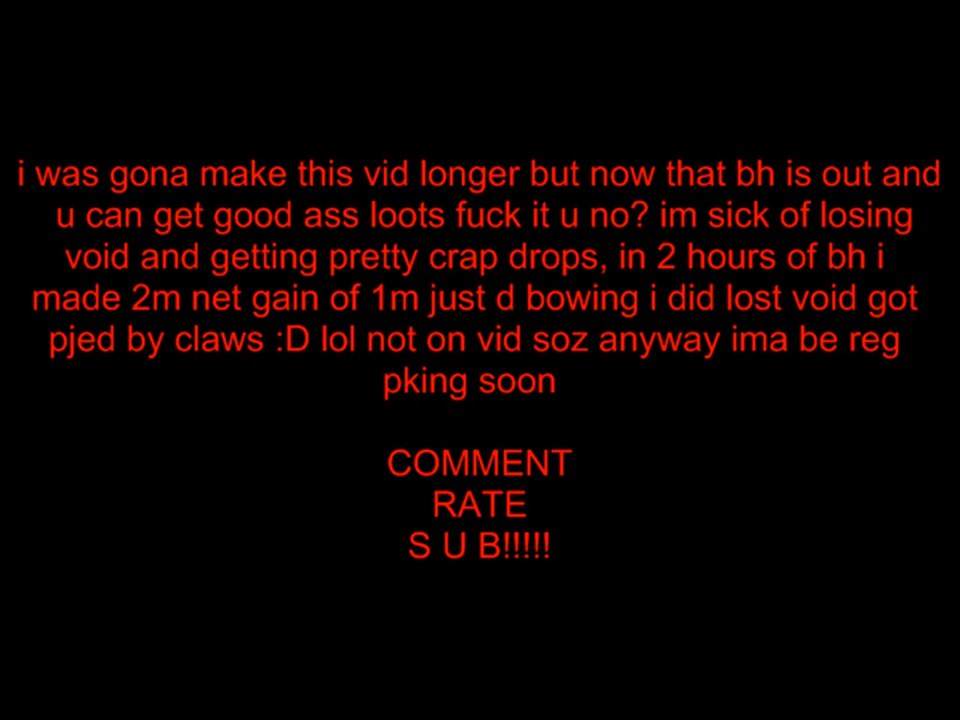 i was gona make this vid longer but now that bh is out and
u can get good ass loots fuck it u no? im sick of losing
void and getting pretty crap drops, in 2 hours of bh i
made 2m net gain of 1m just d bowing i did lost void got
pjed by claws :D lol not on vid soz anyway ima be reg
pking soon
COMMENT
RATE
S U B!!!!!